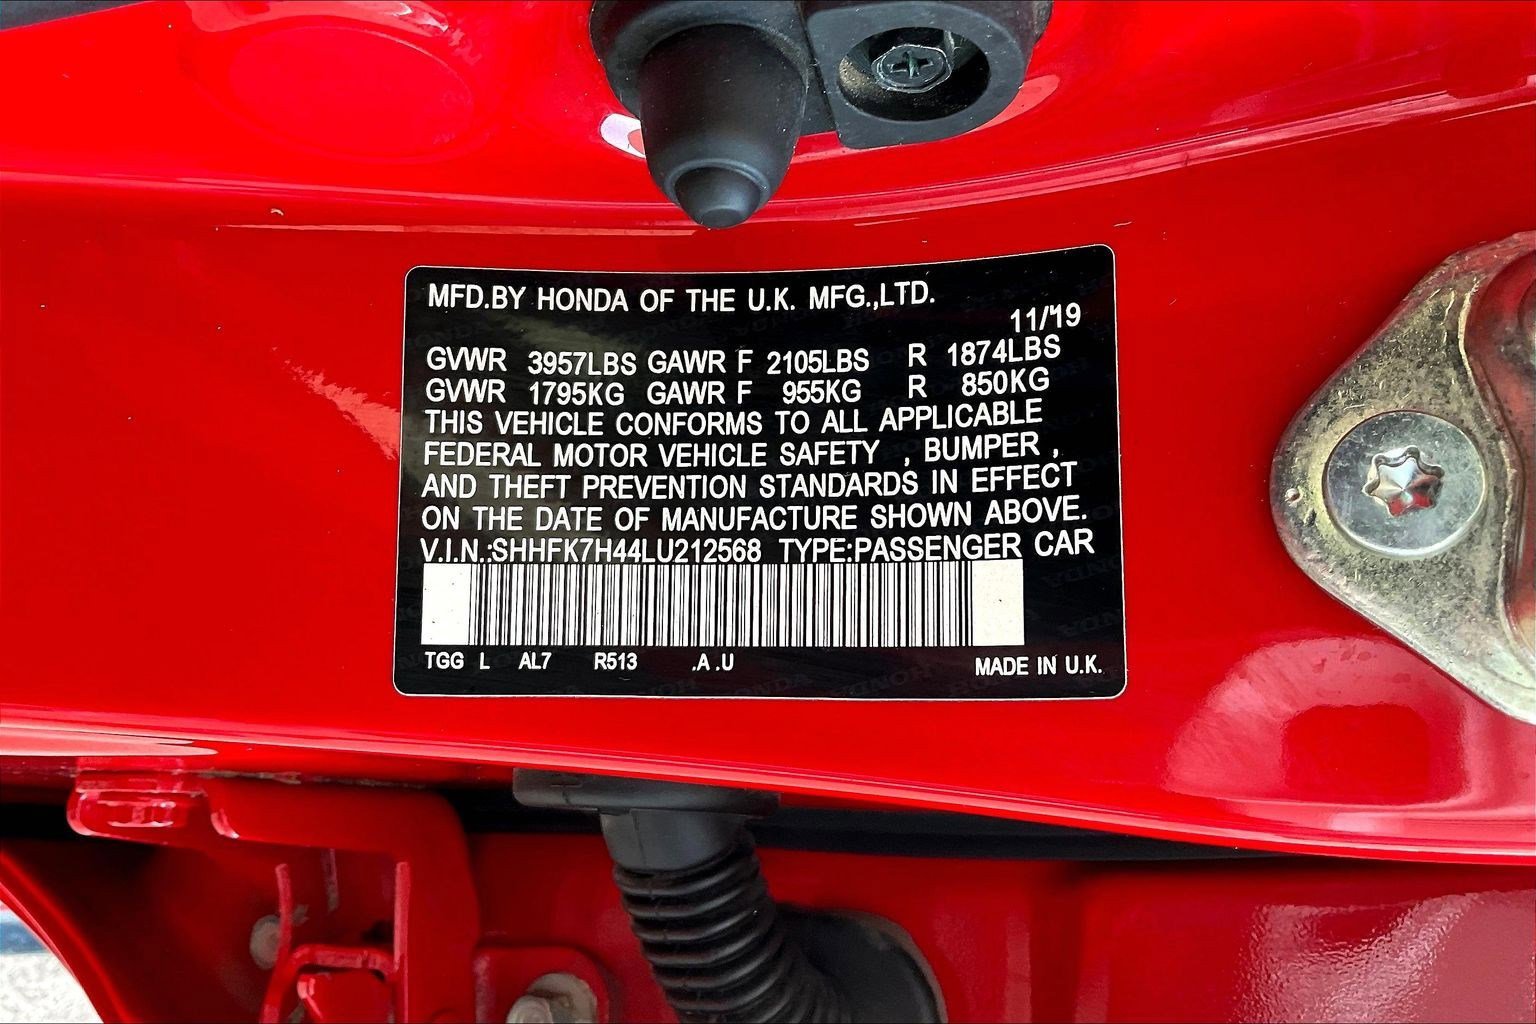 MFD.BY HONDA OF THE U.K. MFG.,LTD.
11/'19
GVWR 3957LBS GAWR F 2105LBS R 1874LBS
GVWR 1795KG GAWR F 955KG R 850KG
THIS VEHICLE CONFORMS TO ALL APPLICABLE
FEDERAL MOTOR VEHICLE SAFETY , BUMPER ,
AND THEFT PREVENTION STANDARDS IN EFFECT
ON THE DATE OF MANUFACTURE SHOWN ABOVE.
V.I.N.:SHHFK7H44LU212568 TYPE:PASSENGER CAR
TGG L AL7 R513 .A .U MADE IN U.K.